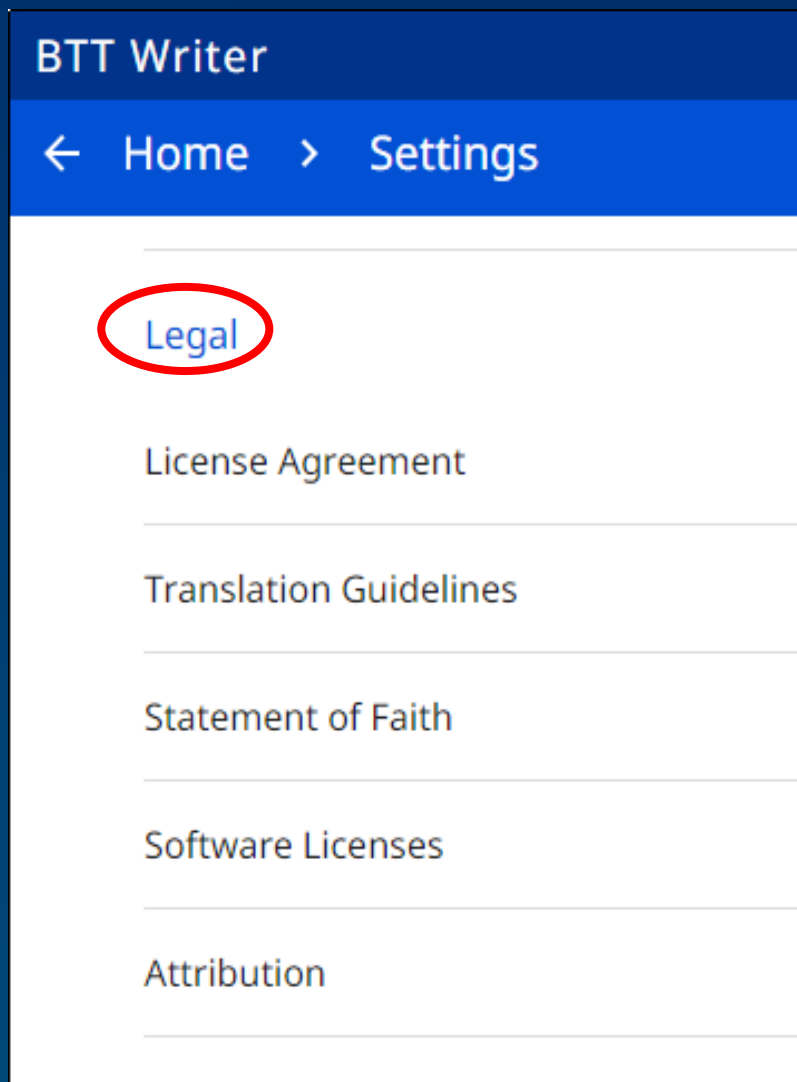 BTT Writer
← Home > Settings
Legal
License Agreement
Translation Guidelines
Statement of Faith
Software Licenses
Attribution